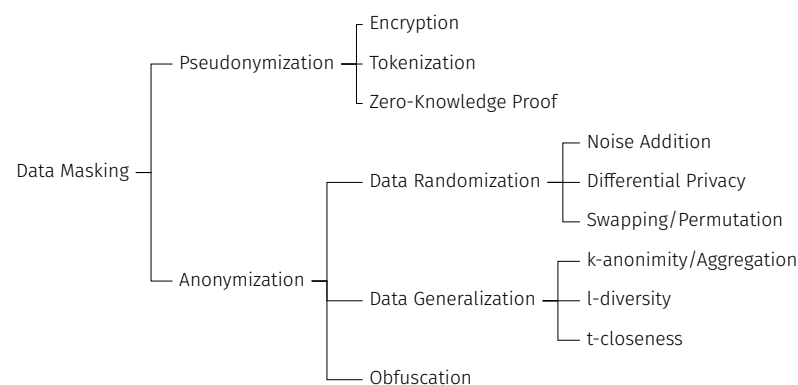 Encryption
Pseudonymization
Tokenization
Zero-Knowledge Proof
Data Masking
Noise Addition
Data Randomization
Differential Privacy
Swapping/Permutation
Anonymization
k-anonimity/Aggregation
Data Generalization
l-diversity
t-closeness
Obfuscation